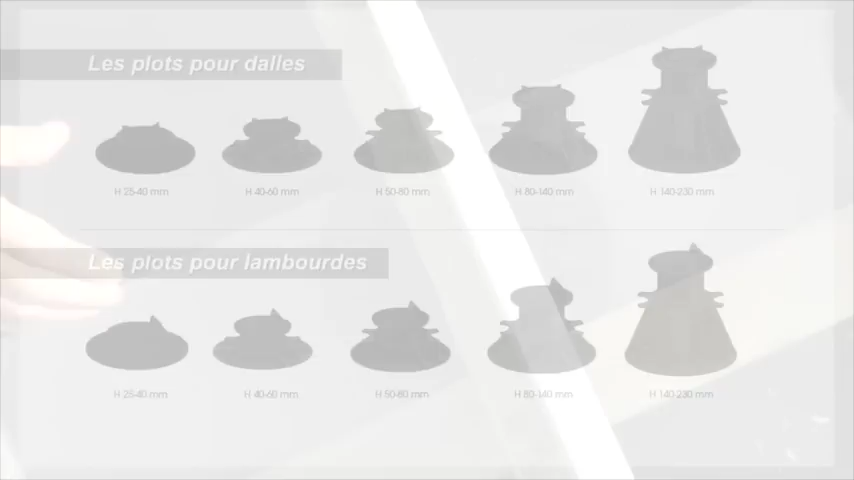 Les plots pour dalles
H 25-40 mm
H 40-60 mm
H 50-80 mm
H 80-140 mm
H 140-230 mm
Les plots pour lambourdes
H 25-40 mm
H 40-60 mm
H 50-80 mm
H 80-140 mm
H 140-230 mm